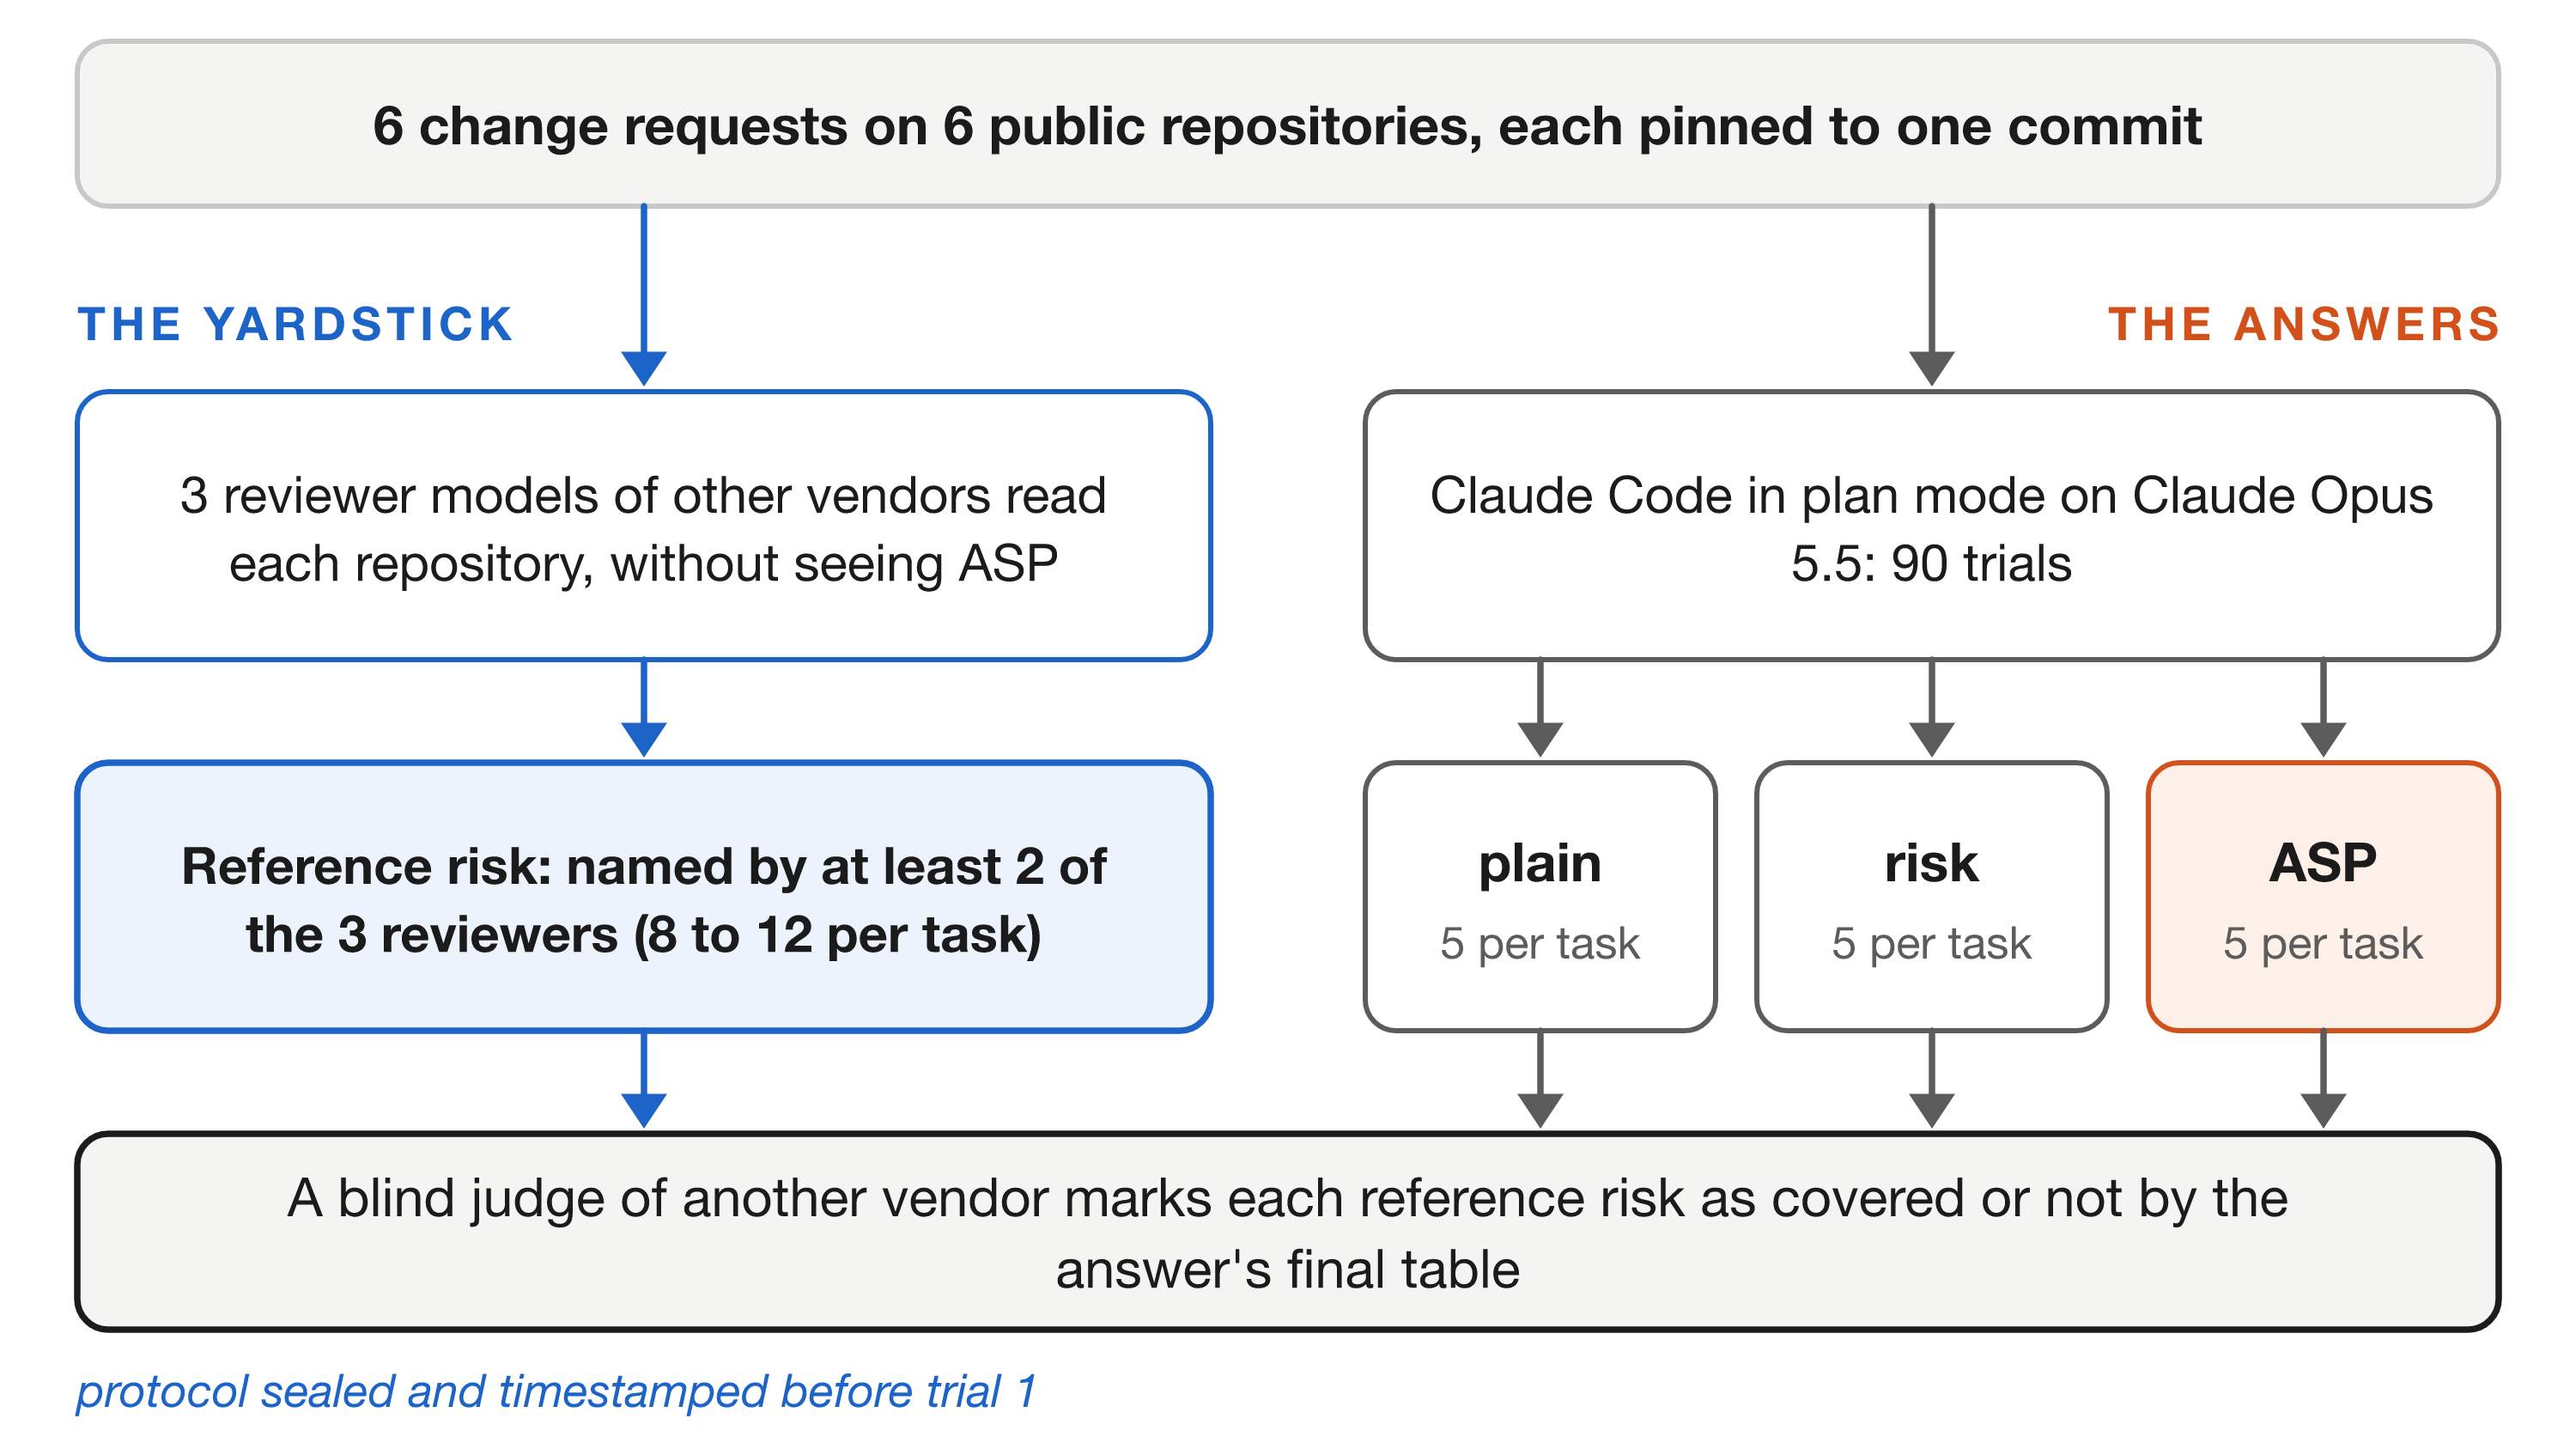 6 change requests on 6 public repositories, each pinned to one commit
THE YARDSTICK
THE ANSWERS
3 reviewer models of other vendors read
each repository, without seeing ASP
Claude Code in plan mode on Claude Opus
5.5: 90 trials
Reference risk: named by at least 2 of
the 3 reviewers (8 to 12 per task)
plain
5 per task
risk
5 per task
ASP
5 per task
A blind judge of another vendor marks each reference risk as covered or not by the
answer's final table
protocol sealed and timestamped before trial 1